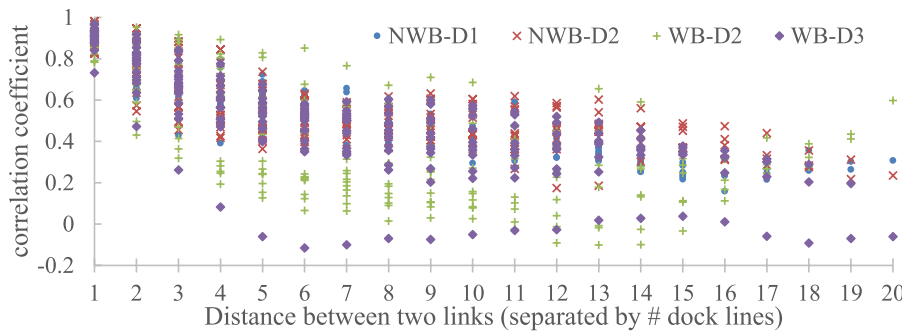 1
NWB-D1 NWB-D2 WB-D2 WB-D3
0.8
0.6
0.4
0.2
0
-0.2
correlation coefficient
1 2 3 4 5 6 7 8 9 10 11 12 13 14 15 16 17 18 19 20
Distance between two links (separated by # dock lines)